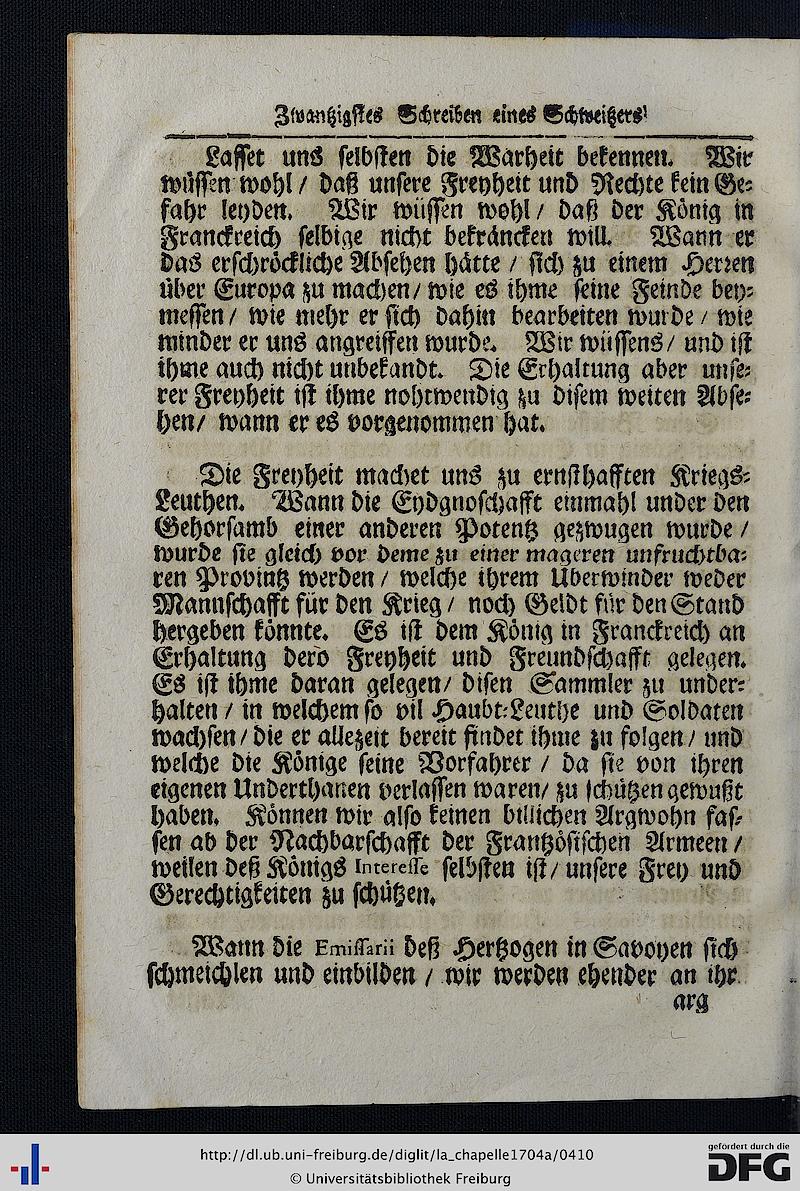 Zwantzigstes Schreiben eines Schweitzers
Lasset uns selbsten die Warheit bekennen. Wir
wüssen wohl / daß unsere Freyheit und Rechte kein Ge-
fahr leyden. Wir wüssen wohl / daß der König in
Franckreich selbige nicht bekräncken will. Wann er
das erschröckliche Absehen hätte / sich zu einem Herren
über Europa zu machen / wie es ihme seine Feinde bey-
messen / wie mehr er sich dahin bearbeiten wurde / wie
minder er uns angreiffen wurde. Wir wüssens / und ist
ihme auch nicht unbekandt. Die Erhaltung aber unse-
rer Freyheit ist ihme nohtwendig zu disem weiten Abse-
hen / wann er es vorgenommen hat.
Die Freyheit machet uns zu ernsthafften Kriegs-
Leuthen. Wann die Eydgnoschafft einmahl under den
Gehorsamb einer anderen Potentz gezwugen wurde /
wurde sie gleich vor deme zu einer mageren unfruchtba-
ren Provintz werden / welche ihrem Überwinder weder
Mannschafft für den Krieg / noch Geldt für den Stand
hergeben könnte. Es ist dem König in Franckreich an
Erhaltung dero Freyheit und Freundschafft gelegen.
Es ist ihme daran gelegen / disen Sammler zu under-
halten / in welchem so vil Haubt-Leuthe und Soldaten
wachsen / die er allezeit bereit findet ihme zu folgen / und
welche die Könige seine Vorfahrer / da sie von ihren
eigenen Underthanen verlassen waren / zu schützen gewußt
haben. Können wir also keinen billichen Argwohn fas-
sen ab der Nachbarschafft der Frantzösischen Armeen /
weilen deß Königs Interesse selbsten ist / unsere Frey und
Gerechtigkeiten zu schützen.
Wann die Emissarii deß Hertzogen in Savoyen sich
schmeichlen und einbilden / wir werden ehender an ihr
arg
http://dl.ub.uni-freiburg.de/diglit/la_chapelle1704a/0410
© Universitätsbibliothek Freiburg
gefördert durch die
DFG